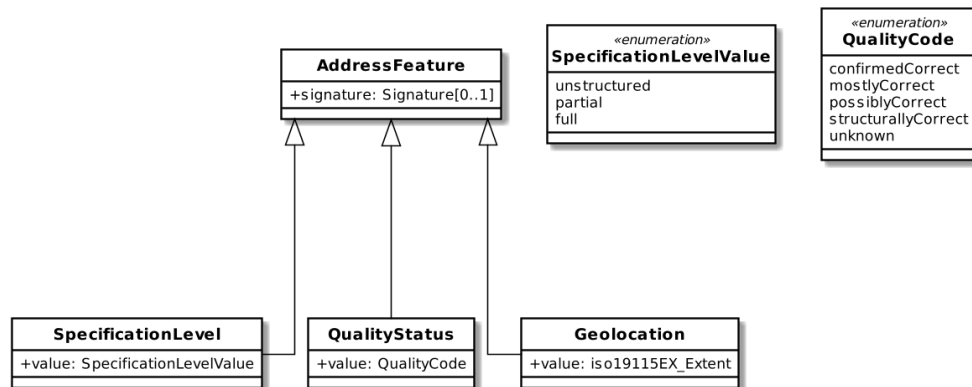 AddressFeature
+signature: Signature[0..1]
«enumeration»
SpecificationLevelValue
unstructured
partial
full
«enumeration»
QualityCode
confirmedCorrect
mostlyCorrect
possiblyCorrect
structurallyCorrect
unknown
SpecificationLevel
+value: SpecificationLevelValue
QualityStatus
+value: QualityCode
Geolocation
+value: iso19115EX_Extent